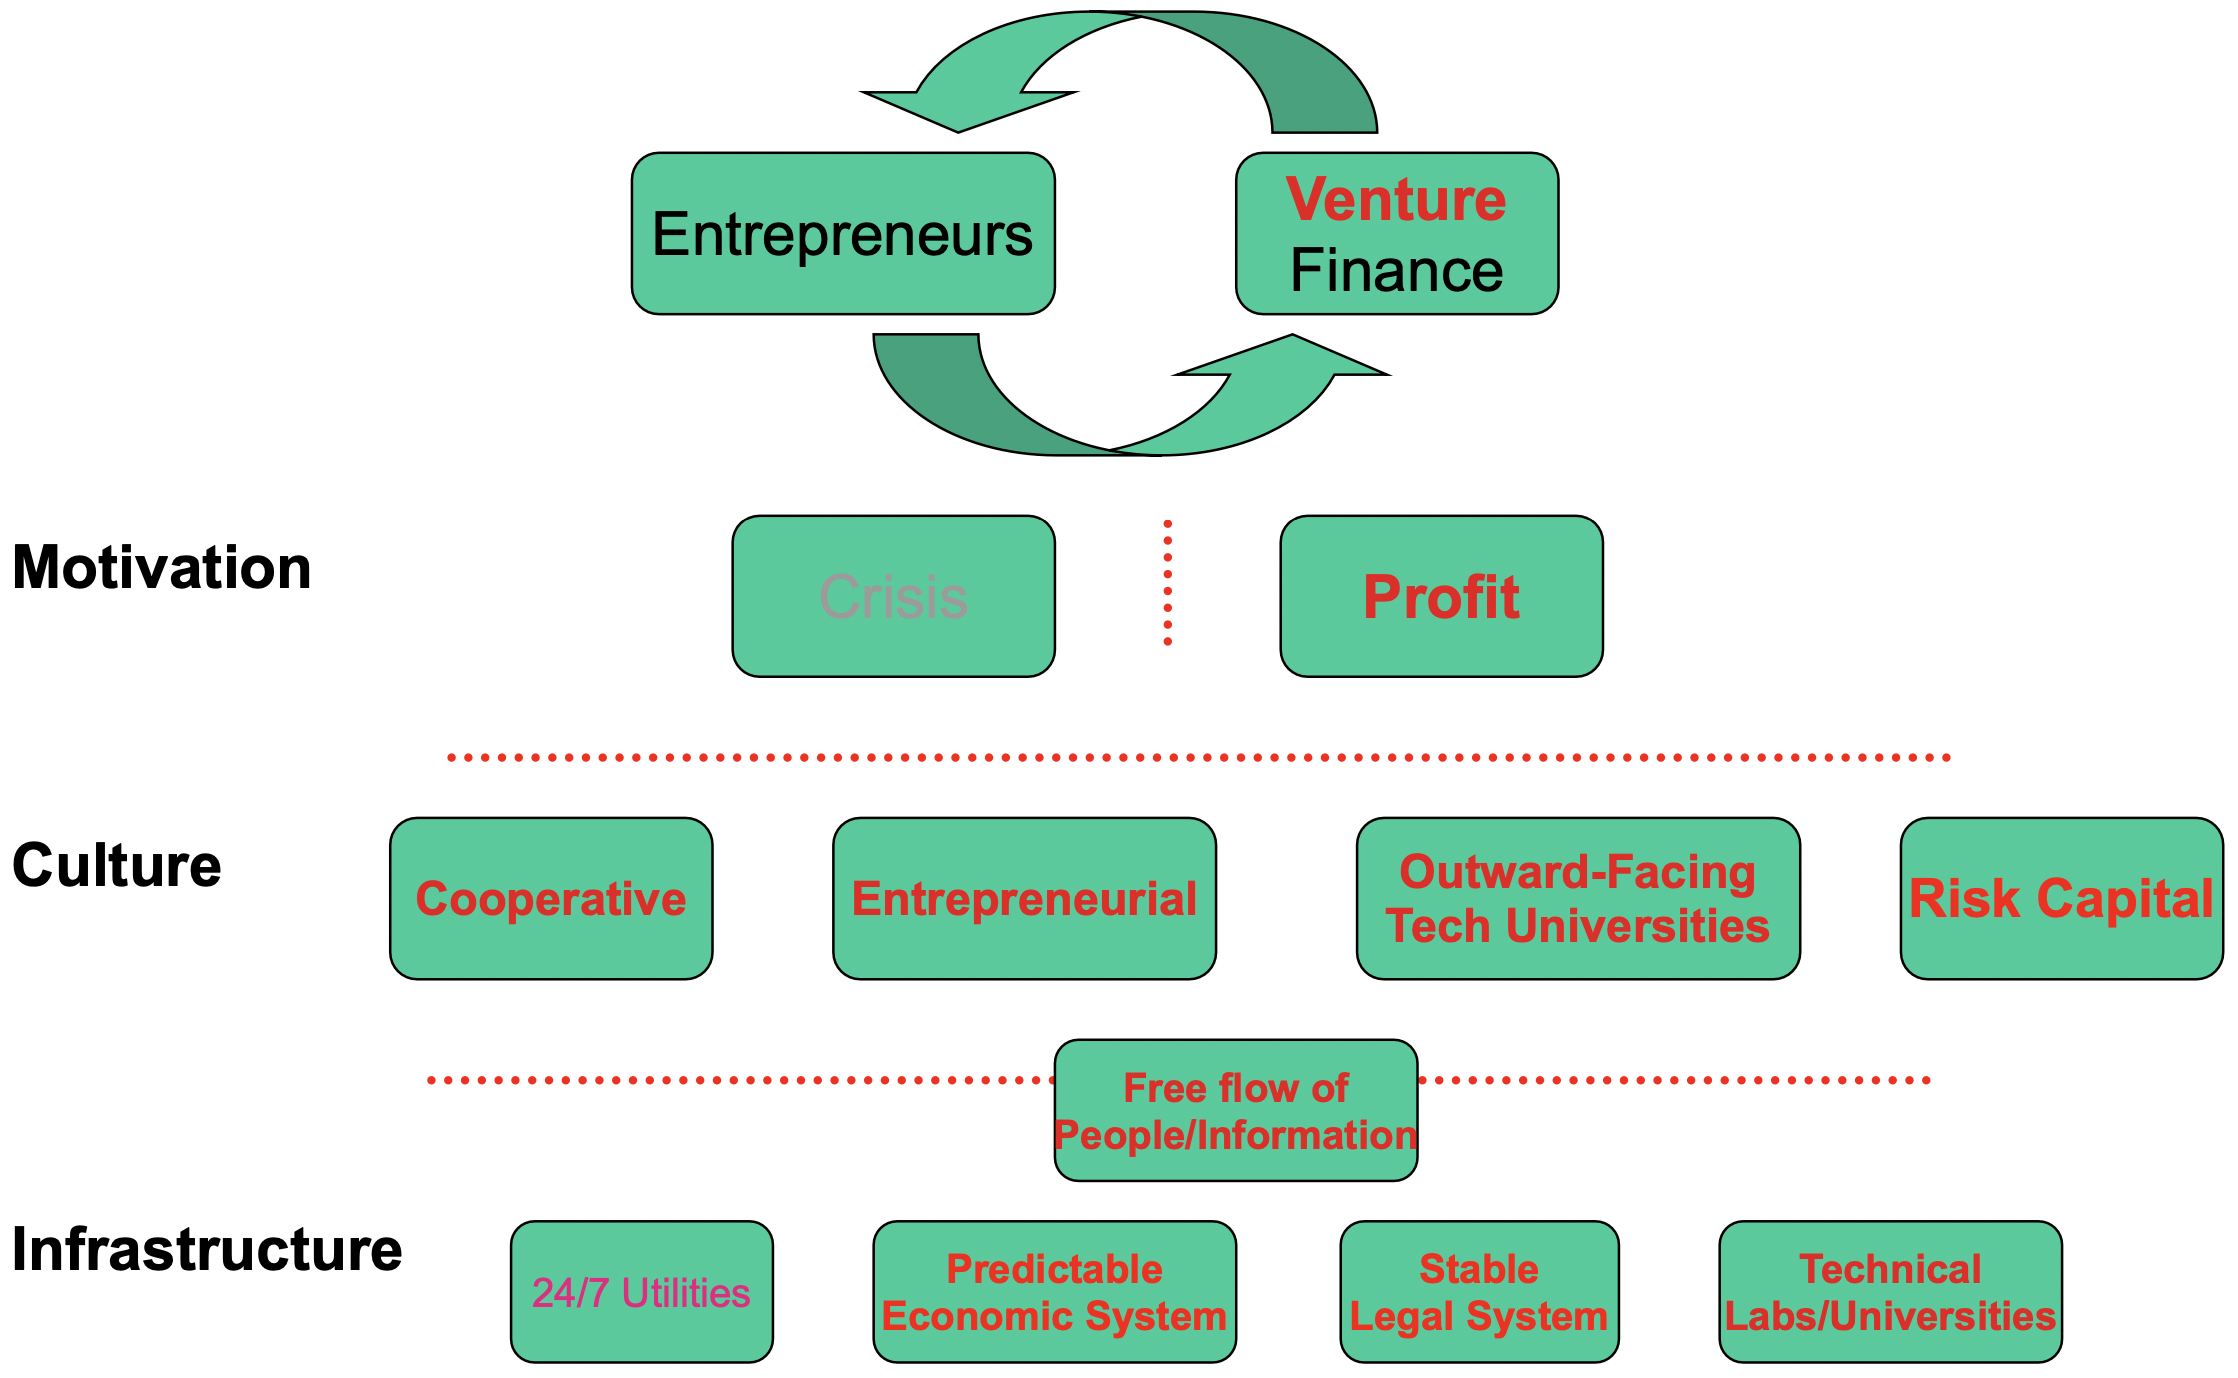 Entrepreneurs
Venture
Finance
Motivation
Crisis
Profit
Culture
Cooperative
Entrepreneurial
Outward-Facing
Tech Universities
Risk Capital
Free flow of
People/Information
Infrastructure
24/7 Utilities
Predictable
Economic System
Stable
Legal System
Technical
Labs/Universities